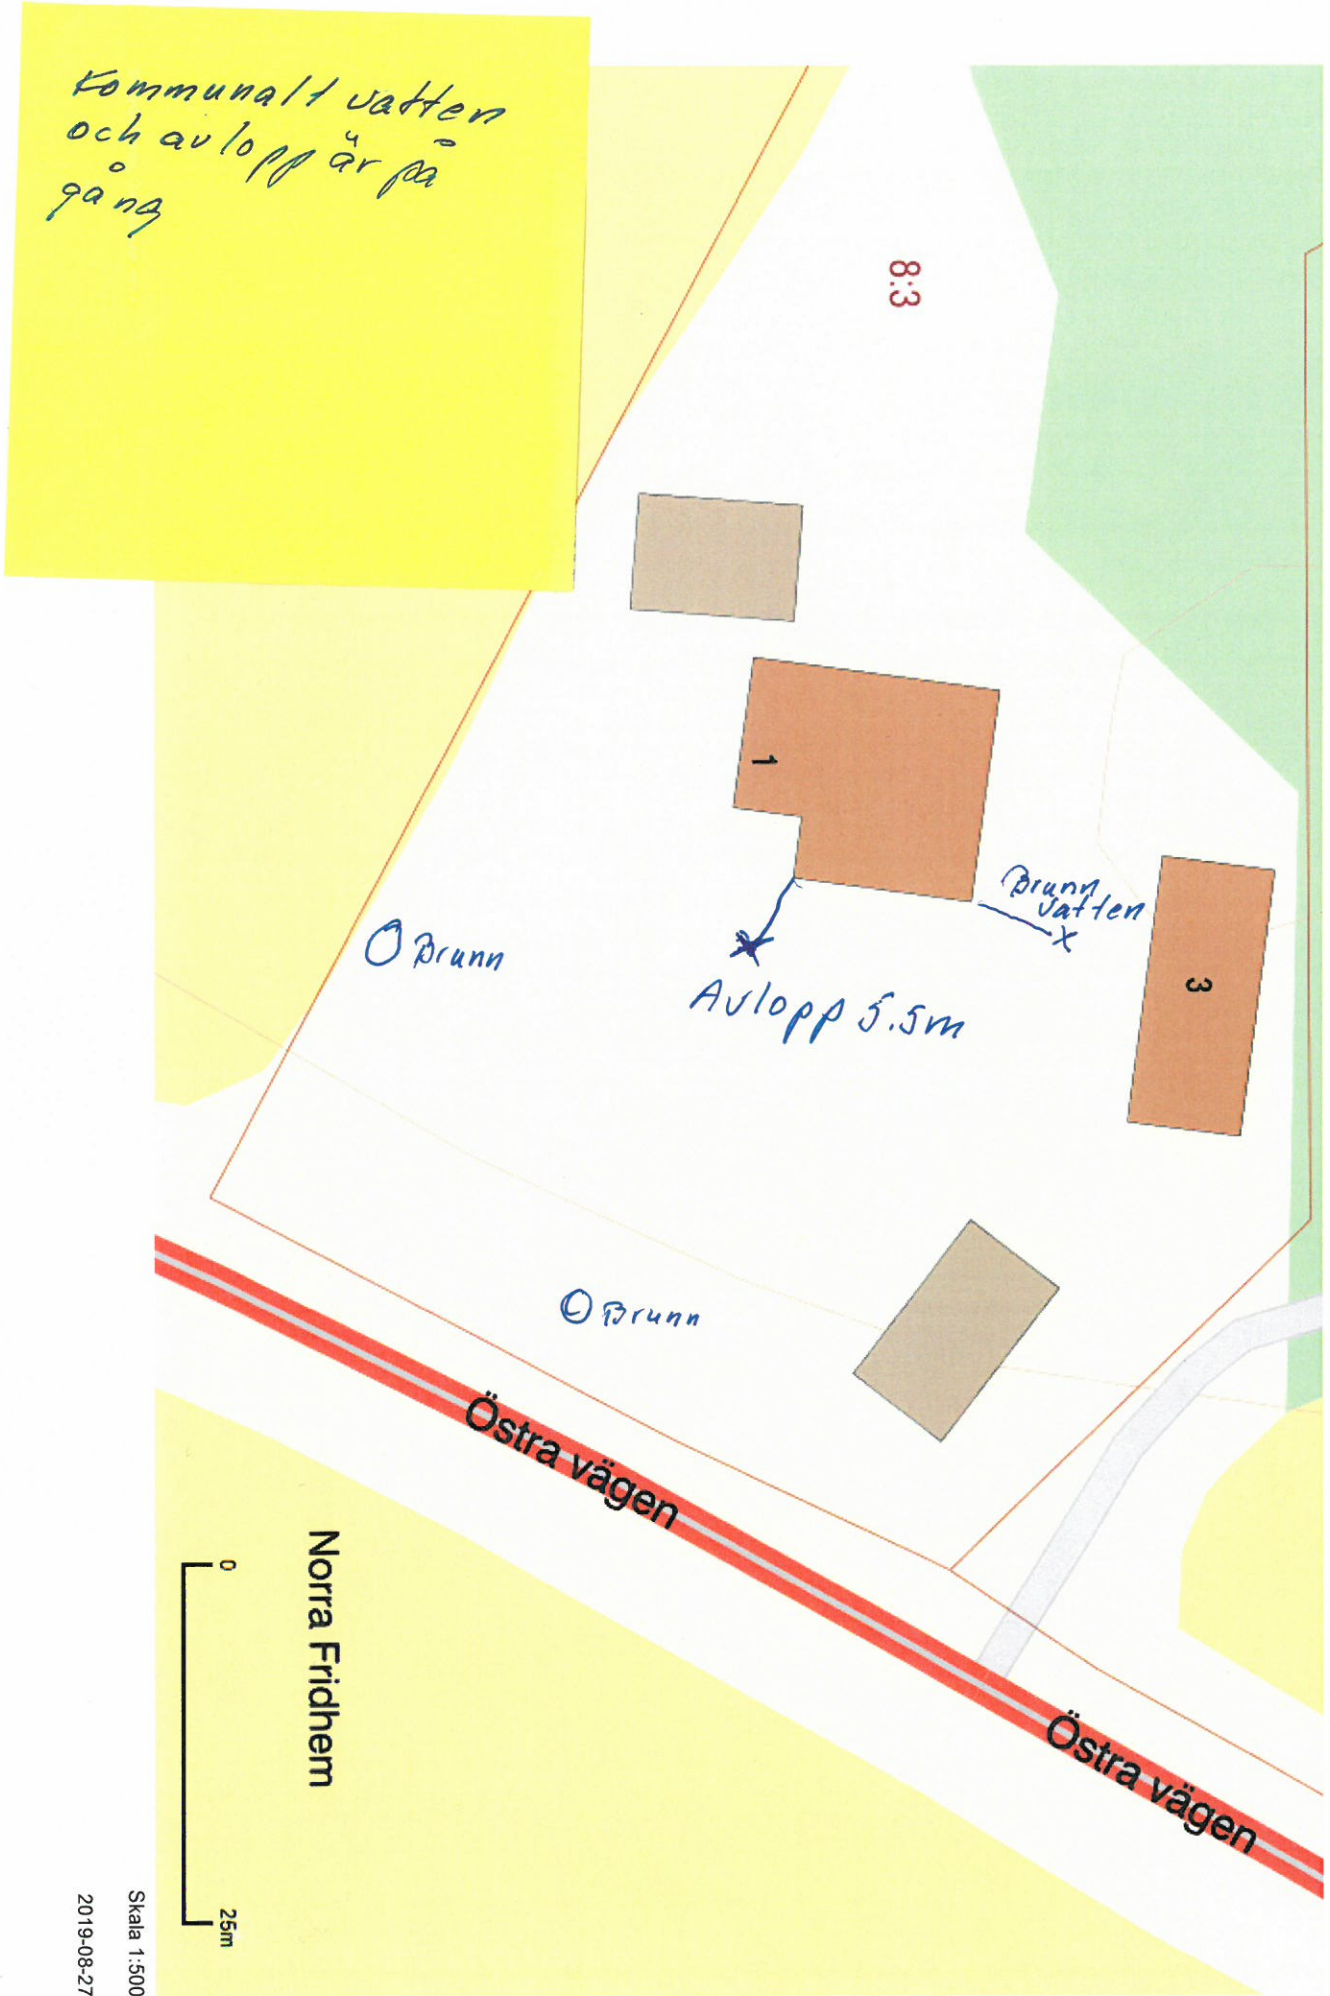 Kommunalt vatten
och avlopp är på
gång
8:3
1
Brunn
vatten
3
Brunn
Avlopp 5.5m
Brunn
Östra vägen
Östra vägen
Norra Fridhem
0
25m
Skala 1:500
2019-08-27